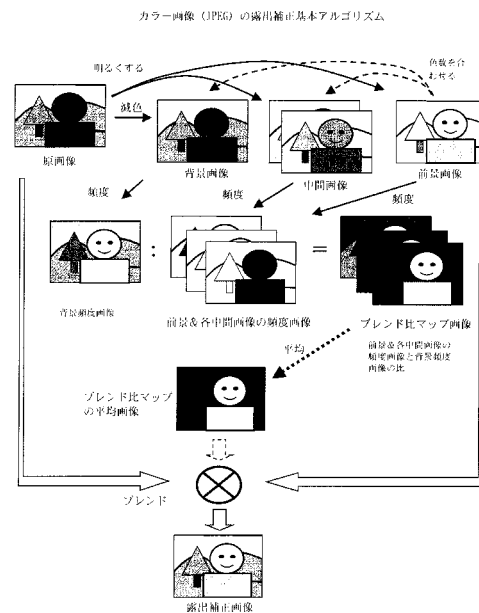 カラー画像 (JPEG) の露出補正基本アルゴリズム
明るくする
色数を合
わせる
減色
原画像
背景画像
中間画像
前景画像
頻度
頻度
頻度
:
=
背景頻度画像
前景&各中間画像の頻度画像
ブレンド比マップ画像
前景&各中間画像の
頻度画像と背景頻度
画像の比
平均
ブレンド比マップ
の平均画像
ブレンド
露出補正画像